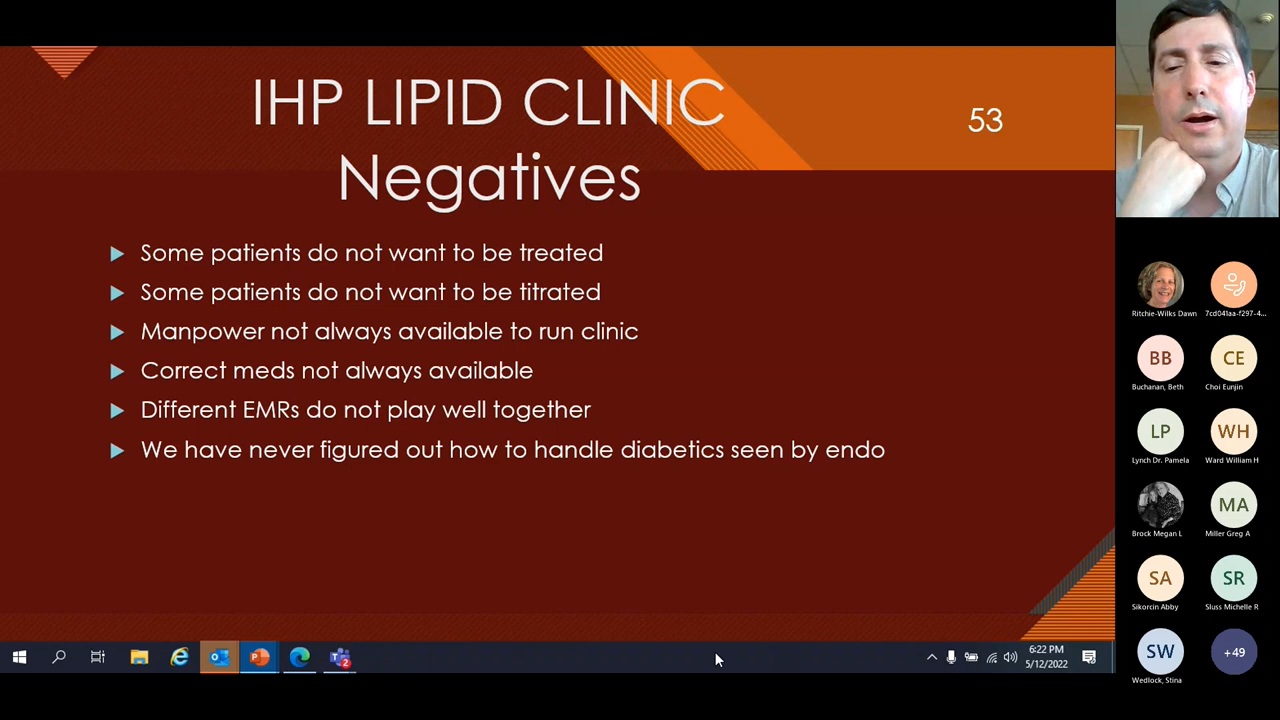 IHP LIPID CLINIC
Negatives
53
Some patients do not want to be treated
Some patients do not want to be titrated
Manpower not always available to run clinic
Correct meds not always available
Different EMRs do not play well together
We have never figured out how to handle diabetics seen by endo
Ritchie-Wilks Dawn
7cd041aa-f297-4...
BB
Buchanan, Beth
CE
Choi Eunjin
LP
Lynch Dr. Pamela
WH
Ward William H
Brock Megan L
MA
Miller Greg A
SA
Sikorcin Abby
SR
Sluss Michelle R
SW
Wedlock, Stina
+49
2
6:22 PM
5/12/2022